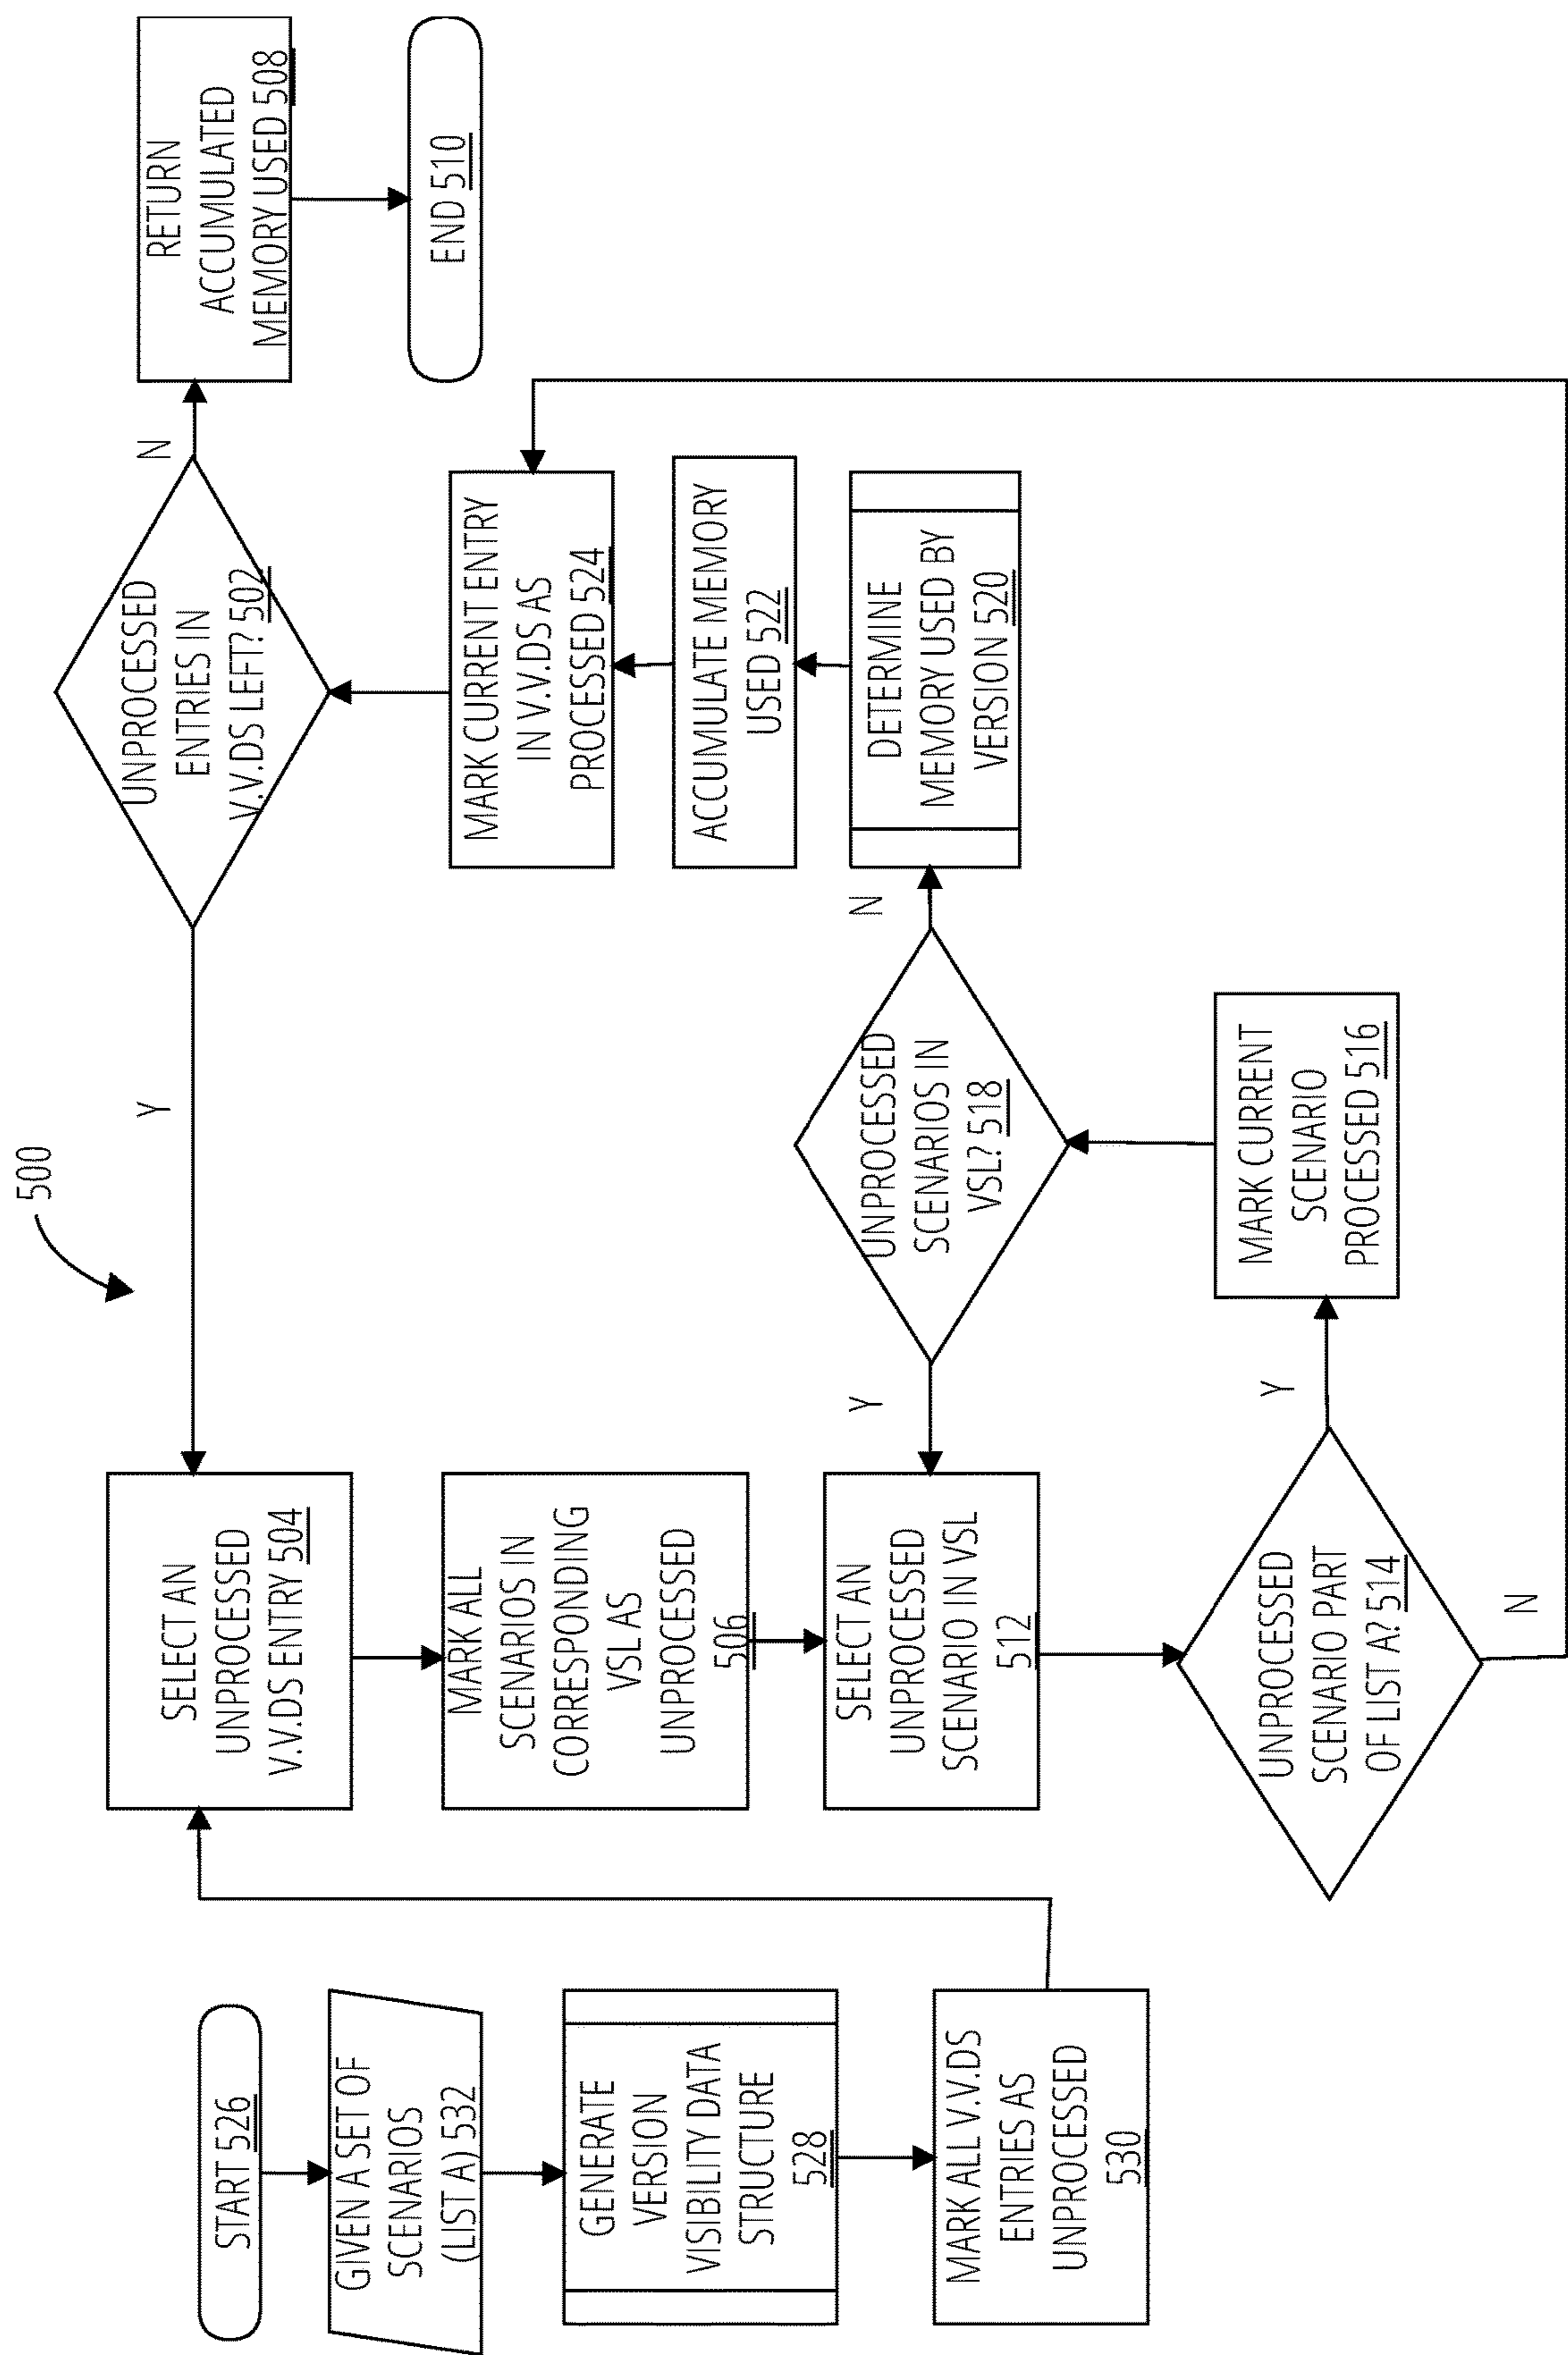 500
START 526
GIVEN A SET OF
SCENARIOS
(LIST A) 532
GENERATE
VERSION
VISIBILITY DATA
STRUCTURE
528
MARK ALL V.V.DS
ENTRIES AS
UNPROCESSED
530
SELECT AN
UNPROCESSED
V.V.DS ENTRY 504
MARK ALL
SCENARIOS IN
CORRESPONDING
VSL AS
UNPROCESSED
506
SELECT AN
UNPROCESSED
SCENARIO IN VSL
512
UNPROCESSED
SCENARIO PART
OF LIST A? 514
Y
N
MARK CURRENT
SCENARIO
PROCESSED 516
UNPROCESSED
SCENARIOS IN
VSL? 518
Y
N
DETERMINE
MEMORY USED BY
VERSION 520
ACCUMULATE MEMORY
USED 522
MARK CURRENT ENTRY
IN V.V.DS AS
PROCESSED 524
UNPROCESSED
ENTRIES IN
V.V.DS LEFT? 502
Y
N
RETURN
ACCUMULATED
MEMORY USED 508
END 510